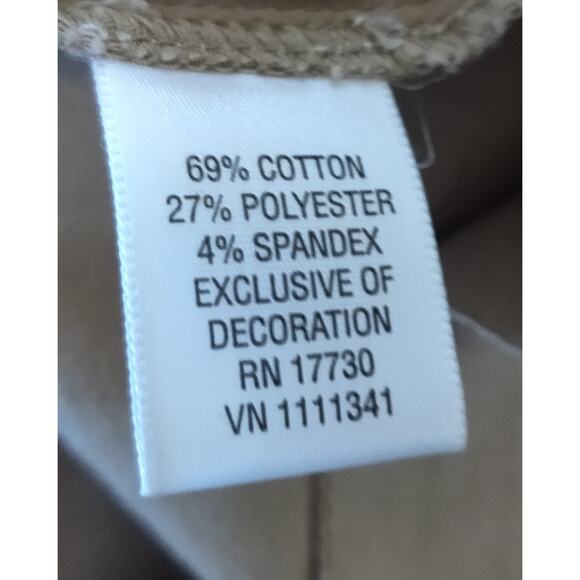 69% COTTON
27% POLYESTER
4% SPANDEX
EXCLUSIVE OF
DECORATION
RN 17730
VN 1111341